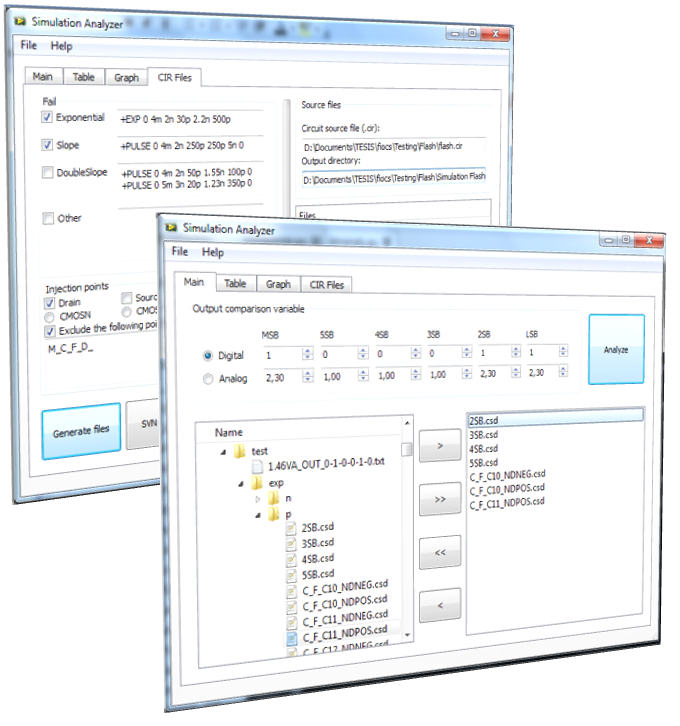 Simulation Analyzer
File Help
Main Table Graph CIR Files
Fail
Exponential +EXP 0 4m 2n 30p 2.2n 500p
Slope +PULSE 0 4m 2n 250p 250p 5n 0
DoubleSlope +PULSE 0 4m 2n 50p 1.55n 100p 0
+PULSE 0 5m 3n 20p 1.23n 350p 0
Other
Source files
Circuit source file (.cir):
D:\Documents\TESIS\fiocs\Testing\Flash\flash.cir
Output directory:
D:\Documents\TESIS\fiocs\Testing\Flash\Simulation Flash
Files
Injection points
Drain Sourc
CMOSN CMOS
Exclude the following poi
M_C_F_D_
Generate files SVN
Simulation Analyzer
File Help
Main Table Graph CIR Files
Output comparison variable
MSB 5SB 4SB 3SB 2SB LSB
Digital 1 0 0 0 1 1
Analog 2,30 1,00 1,00 1,00 2,30 2,30
Analyze
Name
test
1.46VA_OUT_0-1-0-0-1-0.txt
exp
n
p
2SB.csd
3SB.csd
4SB.csd
5SB.csd
C_F_C10_NDNEG.csd
C_F_C10_NDPOS.csd
C_F_C11_NDNEG.csd
C_F_C11_NDPOS.csd
C_F_C12_NDNEG.csd
>
>>
<<
<
2SB.csd
3SB.csd
4SB.csd
5SB.csd
C_F_C10_NDNEG.csd
C_F_C10_NDPOS.csd
C_F_C11_NDPOS.csd